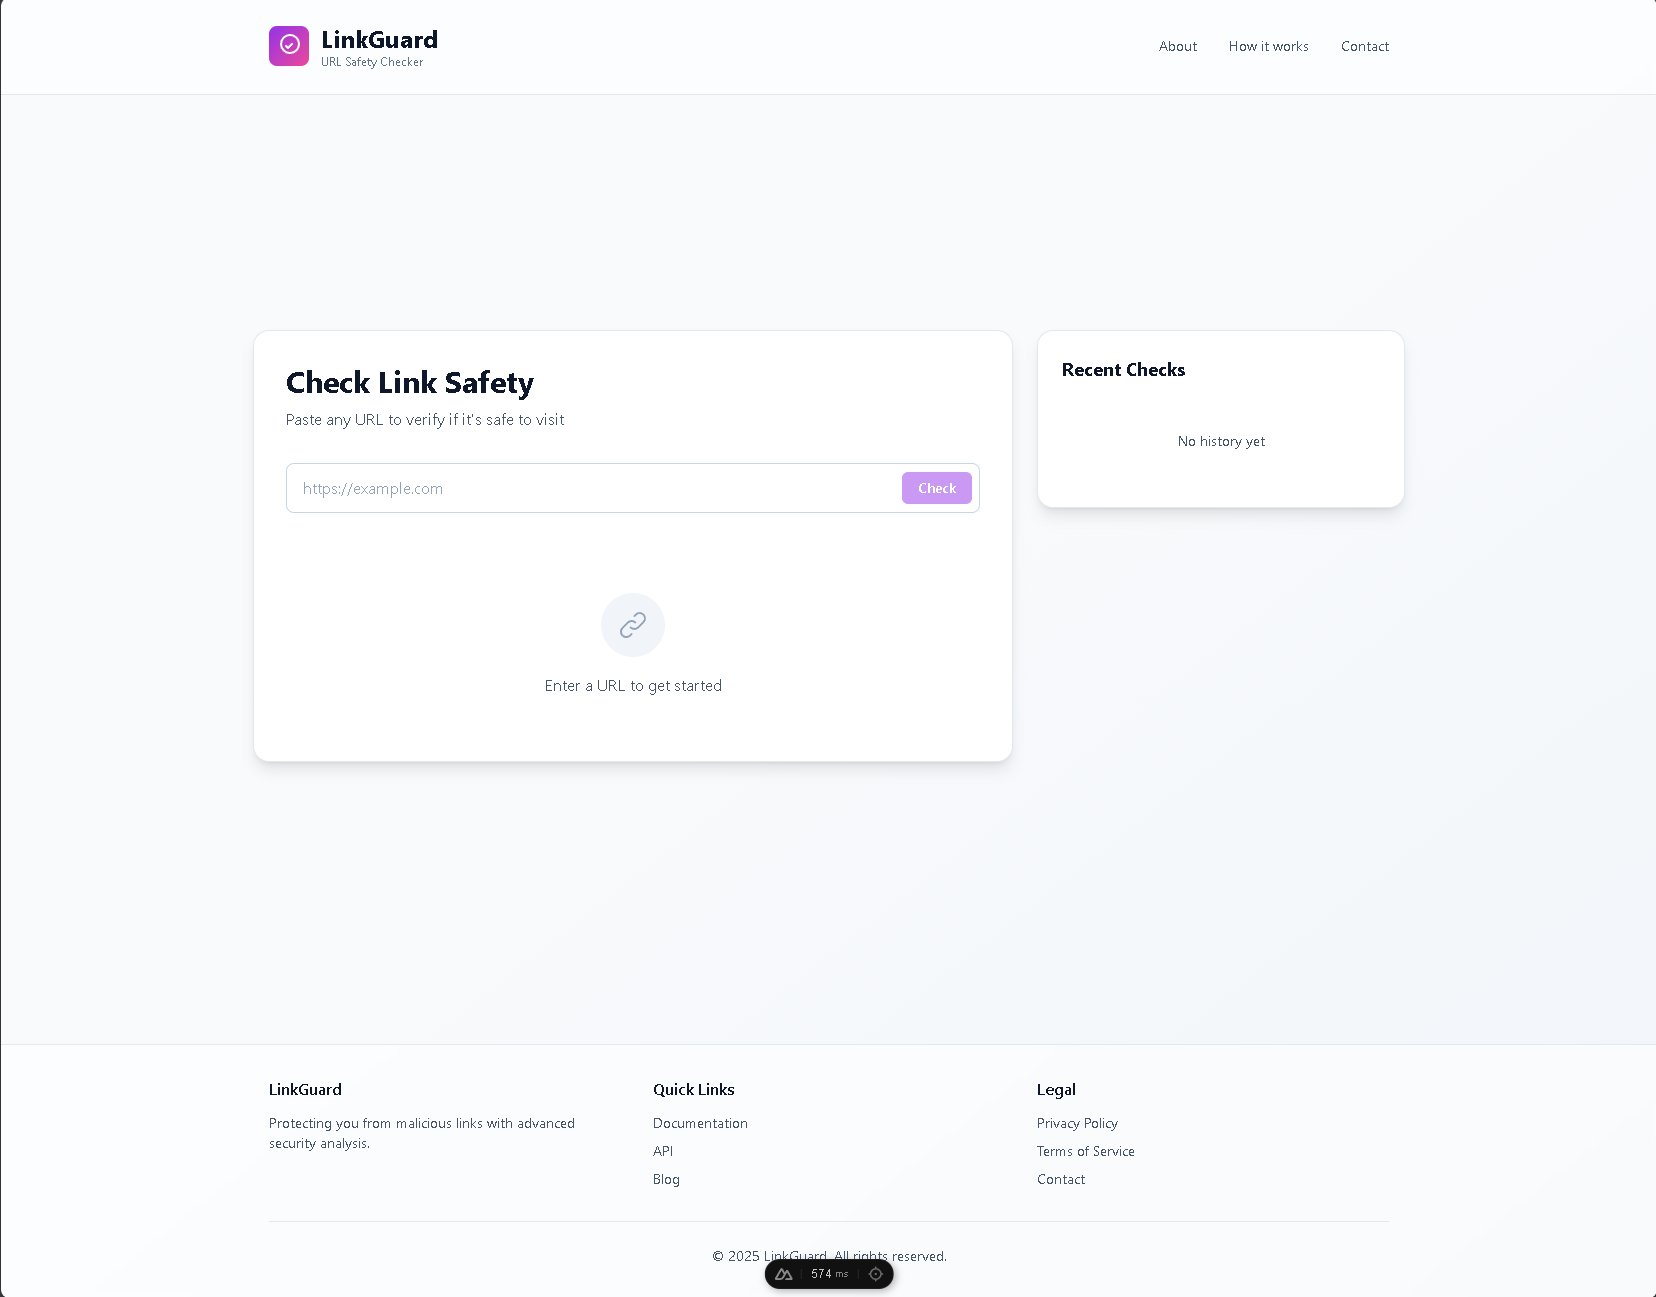 LinkGuard
URL Safety Checker
About
How it works
Contact
Check Link Safety
Paste any URL to verify if it's safe to visit
https://example.com
Check
Enter a URL to get started
Recent Checks
No history yet
LinkGuard
Protecting you from malicious links with advanced
security analysis.
Quick Links
Documentation
API
Blog
Legal
Privacy Policy
Terms of Service
Contact
© 2025 LinkGuard. All rights reserved.
574 ms